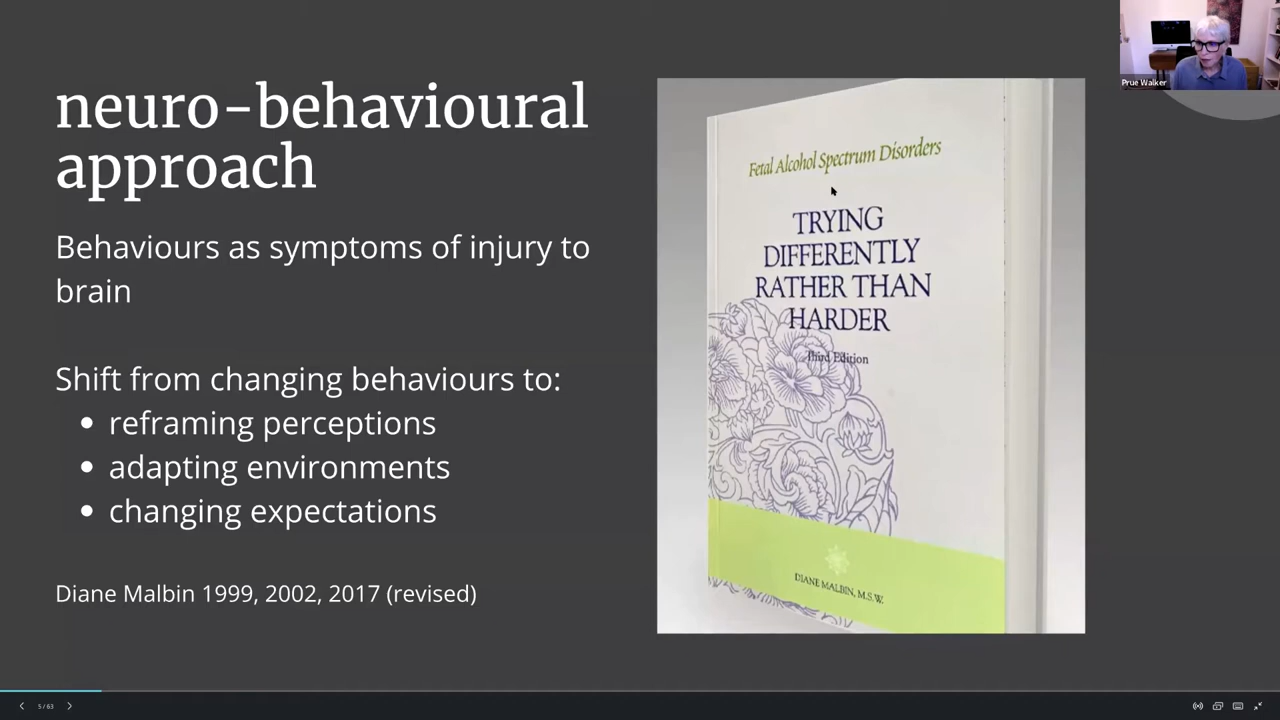 neuro-behavioural
approach
Behaviours as symptoms of injury to
brain
Shift from changing behaviours to:
• reframing perceptions
• adapting environments
• changing expectations
Diane Malbin 1999, 2002, 2017 (revised)
Fetal Alcohol Spectrum Disorders
TRYING
DIFFERENTLY
RATHER THAN
HARDER
Third Edition
DIANE MALBIN, M.S.W.
Prue Walker
5 / 63